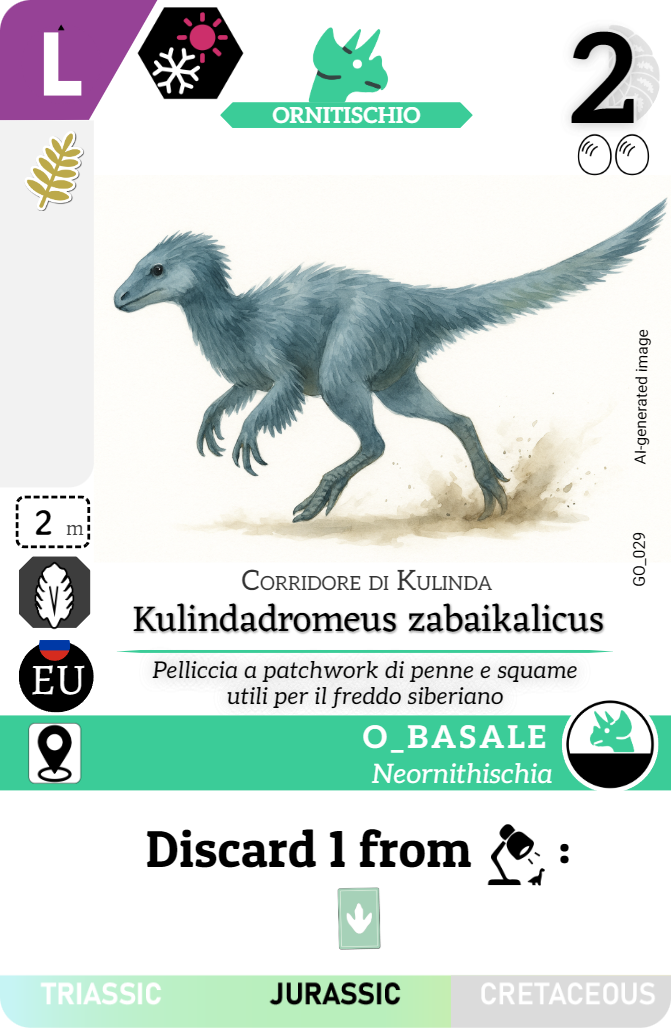 L
ORNITISCHIO
2
AI-generated image
GO_029
2 m
CORRIDORE DI KULINDA
Kulindadromeus zabaikalicus
EU
Pelliccia a patchwork di penne e squame
utili per il freddo siberiano
O_BASALE
Neornithischia
Discard 1 from :
TRIASSIC JURASSIC CRETACEOUS